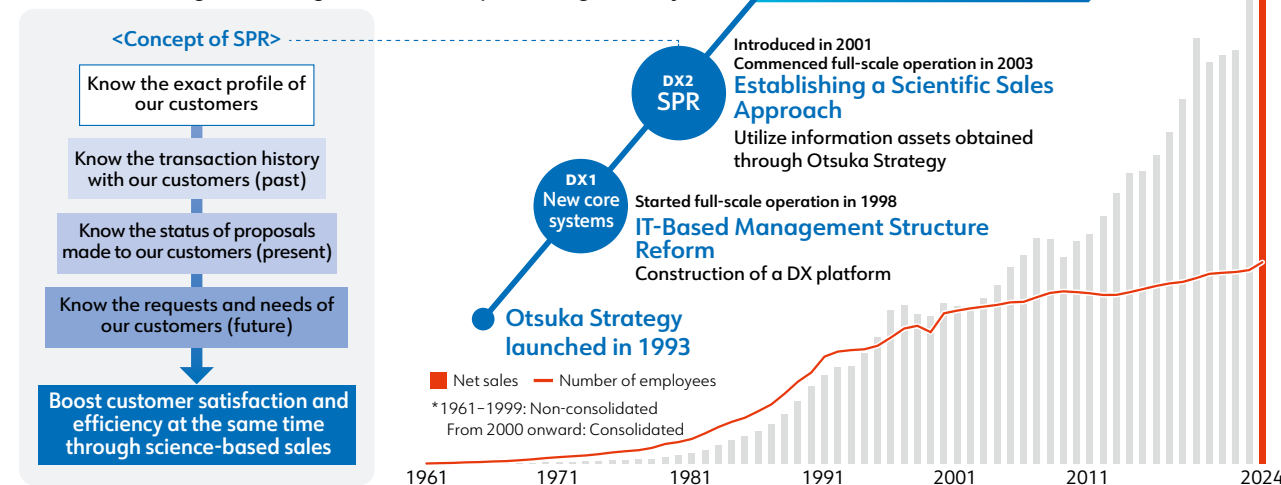 <Concept of SPR>
Know the exact profile of
our customers
Know the transaction history
with our customers (past)
Know the status of proposals
made to our customers (present)
Know the requests and needs of
our customers (future)
Boost customer satisfaction and
efficiency at the same time
through science-based sales
DX2
SPR
Introduced in 2001
Commenced full-scale operation in 2003
Establishing a Scientific Sales
Approach
Utilize information assets obtained
through Otsuka Strategy
DX1
New core
systems
Started full-scale operation in 1998
IT-Based Management Structure
Reform
Construction of a DX platform
Otsuka Strategy
launched in 1993
Net sales
Number of employees
*1961–1999: Non-consolidated
From 2000 onward: Consolidated
1961 1971 1981 1991 2001 2011 2024